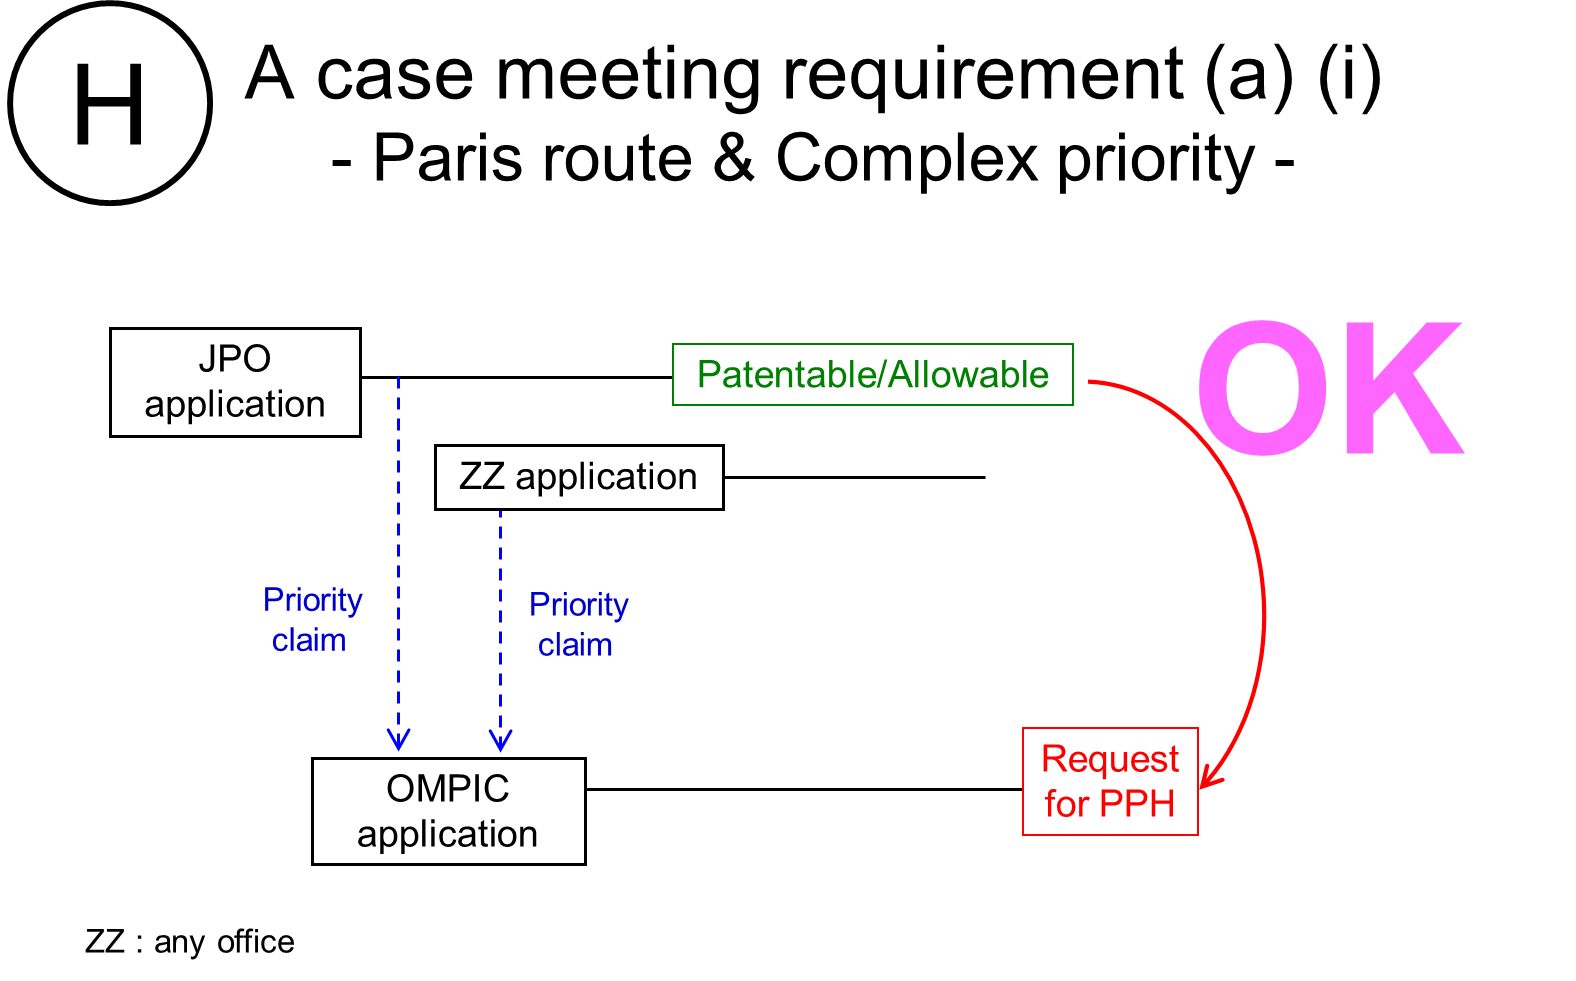 H
A case meeting requirement (a) (i)
- Paris route & Complex priority -
JPO
application
Patentable/Allowable
OK
ZZ application
Priority
claim
Priority
claim
OMPIC
application
Request
for PPH
ZZ : any office